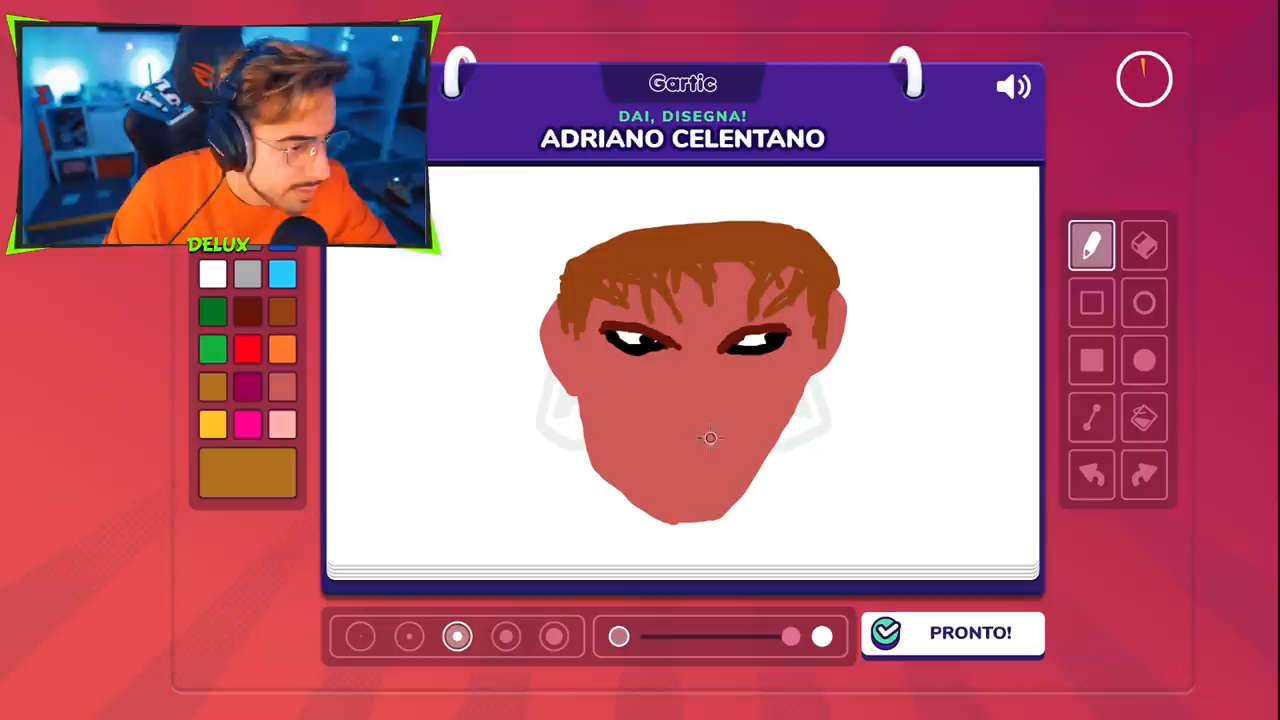 Gartic
DAI, DISEGNA!
ADRIANO CELENTANO
DELUX
PRONTO!